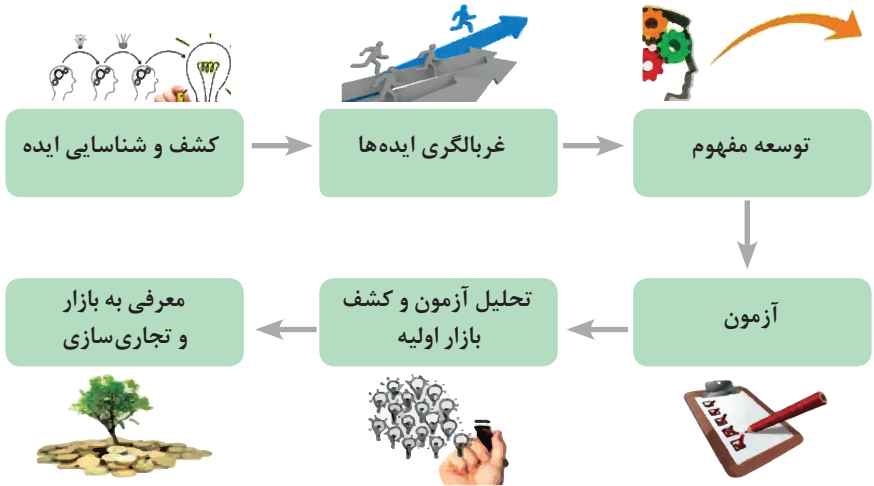 کشف و شناسایی ایده
غربالگری ایده‌ها
توسعه مفهوم
آزمون
تحلیل آزمون و کشف
بازار اولیه
معرفی به بازار
و تجاری‌سازی